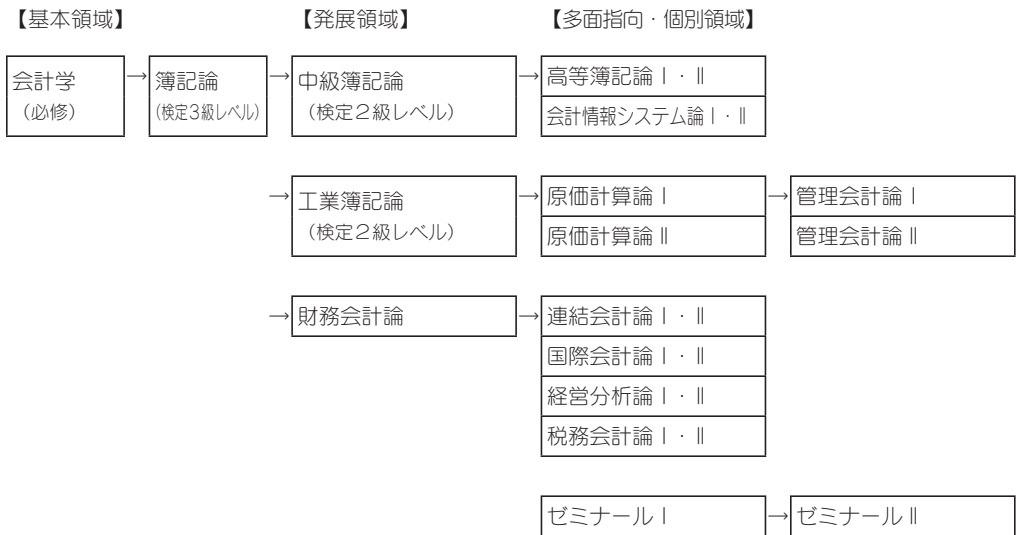 【基本領域】 【発展領域】 【多面指向・個別領域】
会計学 → 簿記論 → 中級簿記論 → 高等簿記論Ⅰ・Ⅱ
(必修) (検定3級レベル) (検定2級レベル) 会計情報システム論Ⅰ・Ⅱ
→ 工業簿記論 → 原価計算論Ⅰ → 管理会計論Ⅰ
(検定2級レベル) 原価計算論Ⅱ 管理会計論Ⅱ
→ 財務会計論 → 連結会計論Ⅰ・Ⅱ
国際会計論Ⅰ・Ⅱ
経営分析論Ⅰ・Ⅱ
税務会計論Ⅰ・Ⅱ
ゼミナールⅠ → ゼミナールⅡ